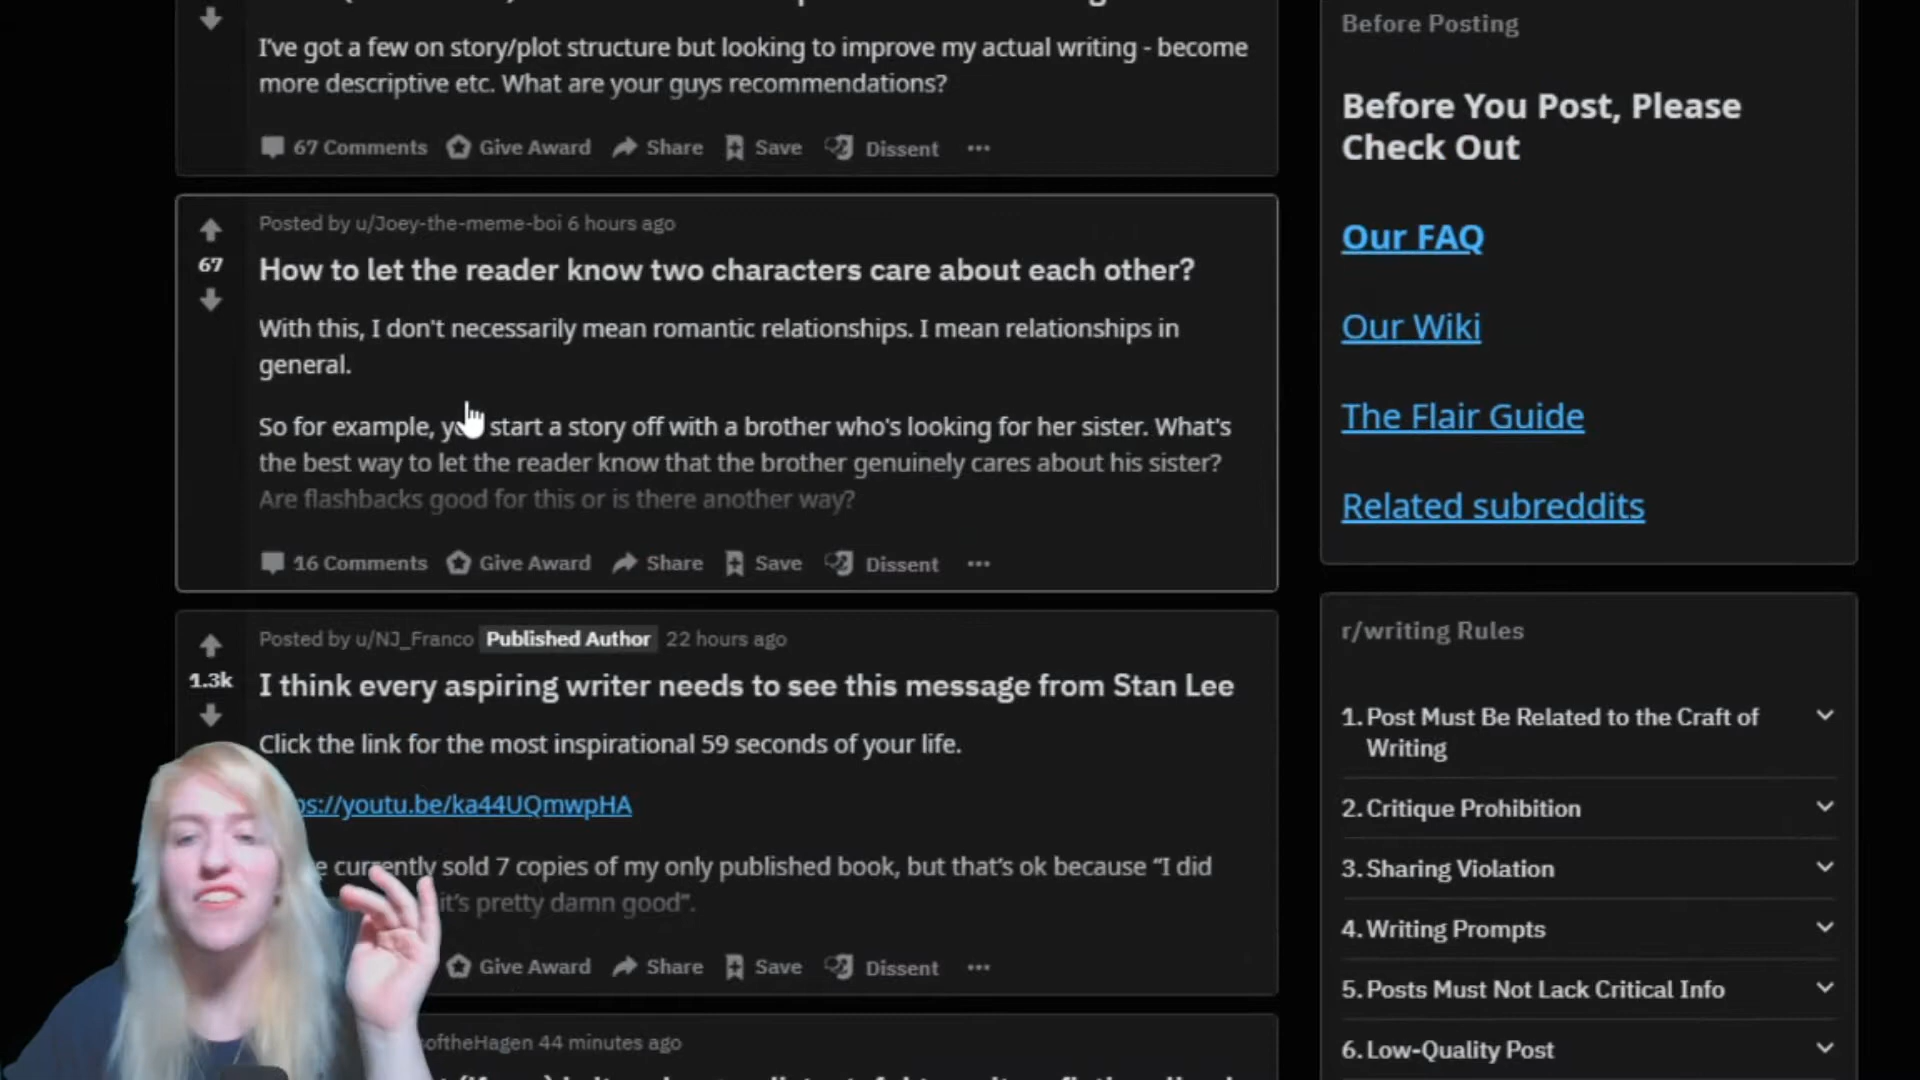 I've got a few on story/plot structure but looking to improve my actual writing - become
more descriptive etc. What are your guys recommendations?
67 Comments Give Award Share Save Dissent ...
Posted by u/Joey-the-meme-boi 6 hours ago
67
How to let the reader know two characters care about each other?
With this, I don't necessarily mean romantic relationships. I mean relationships in
general.
So for example, start a story off with a brother who's looking for her sister. What's
the best way to let the reader know that the brother genuinely cares about his sister?
Are flashbacks good for this or is there another way?
16 Comments Give Award Share Save Dissent ...
Posted by u/NJ_Franco Published Author 22 hours ago
1.3k
I think every aspiring writer needs to see this message from Stan Lee
Click the link for the most inspirational 59 seconds of your life.
ps://youtu.be/ka44UQmwpHA
currently sold 7 copies of my only published book, but that's ok because “I did
it's pretty damn good”.
Give Award Share Save Dissent ...
softheHagen 44 minutes ago
Before Posting
Before You Post, Please
Check Out
Our FAQ
Our Wiki
The Flair Guide
Related subreddits
r/writing Rules
1. Post Must Be Related to the Craft of
Writing
2. Critique Prohibition
3. Sharing Violation
4. Writing Prompts
5. Posts Must Not Lack Critical Info
6. Low-Quality Post